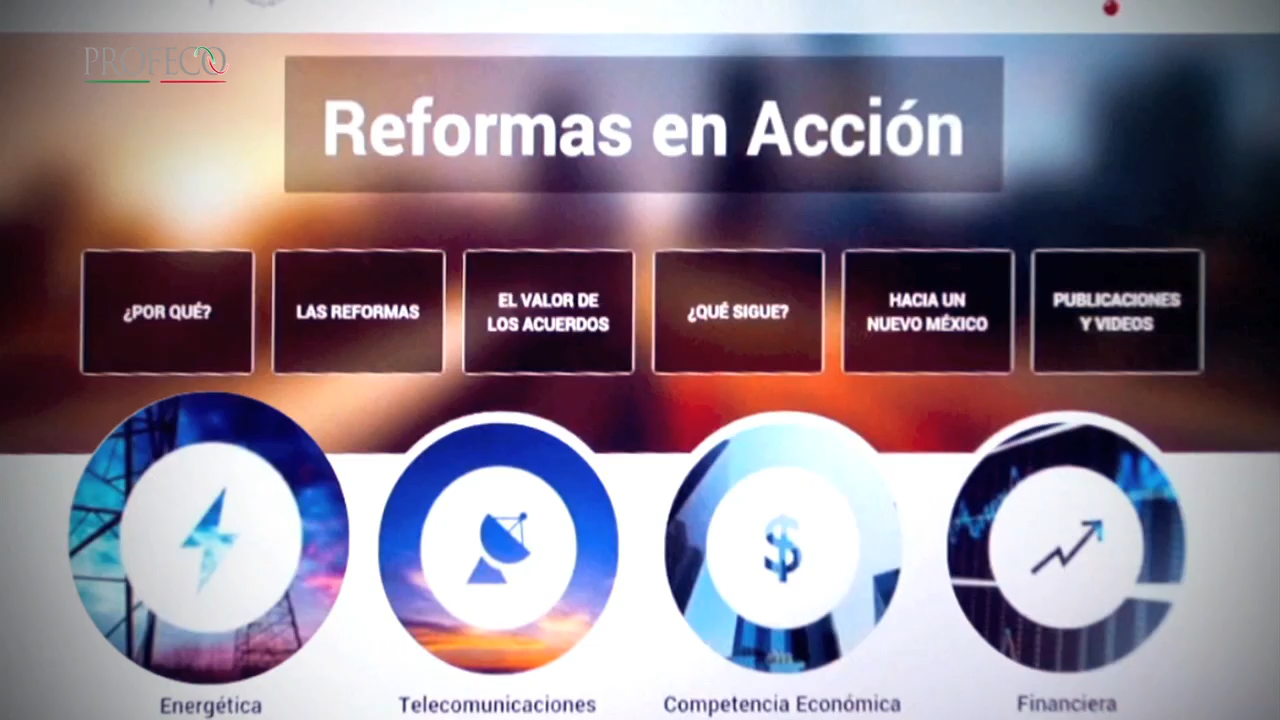 PROFECO
Reformas en Acción
¿POR QUÉ?
LAS REFORMAS
EL VALOR DE
LOS ACUERDOS
¿QUÉ SIGUE?
HACIA UN
NUEVO MÉXICO
PUBLICACIONES
Y VIDEOS
$
Energética
Telecomunicaciones
Competencia Económica
Financiera